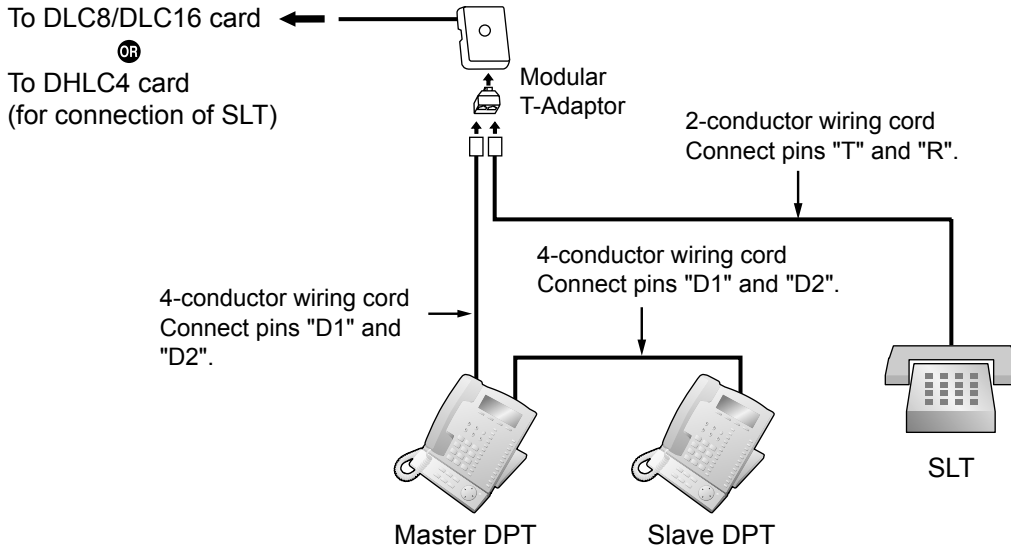 To DLC8/DLC16 card
OR
To DHLC4 card
(for connection of SLT)
Modular
T-Adaptor
2-conductor wiring cord
Connect pins "T" and "R".
4-conductor wiring cord
Connect pins "D1" and "D2".
4-conductor wiring cord
Connect pins "D1" and
"D2".
Master DPT
Slave DPT
SLT